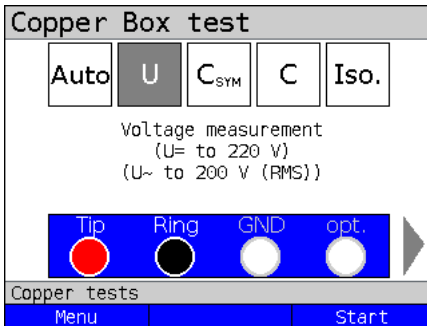 Copper Box test
Auto U CSYM C Iso.
Voltage measurement
(U= to 220 V)
(U~ to 200 V (RMS))
Tip Ring GND opt.
Copper tests
Menu Start